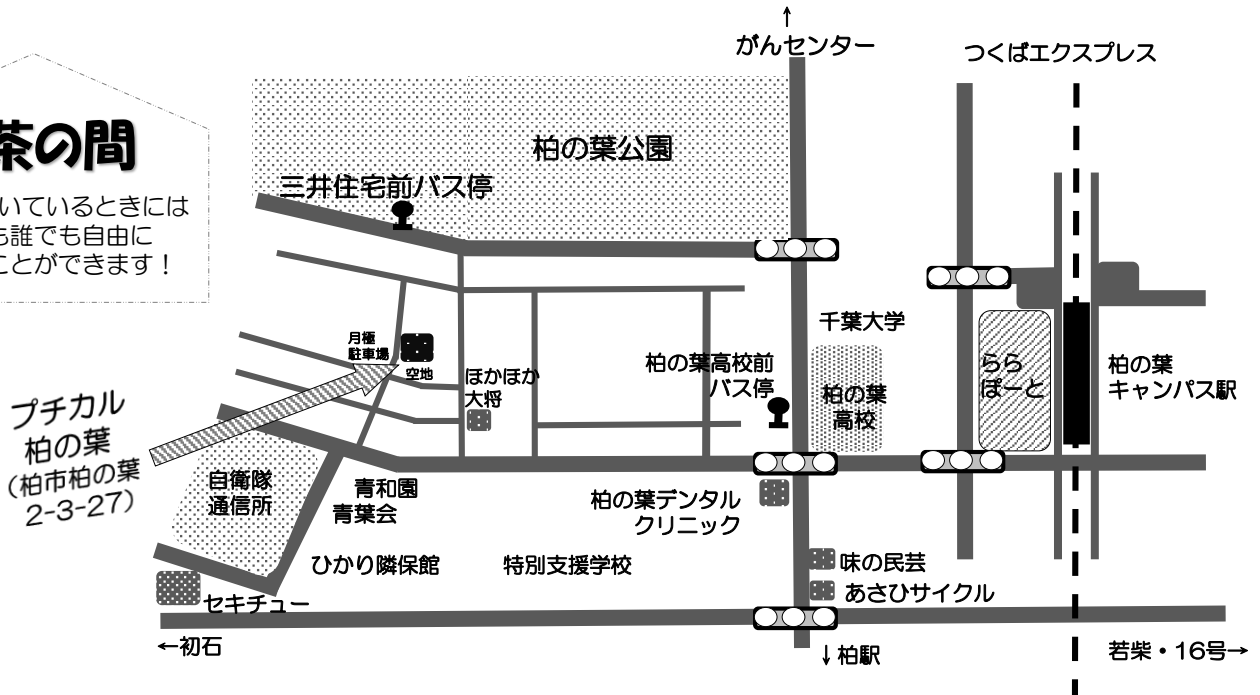 ↑
がんセンター
つくばエクスプレス
茶の間
いているときには
も誰でも自由に
ことができます！
柏の葉公園
三井住宅前バス停
千葉大学
月極
駐車場
空地
ほかほか
大将
柏の葉高校前
バス停
柏の葉
高校
らら
ぽーと
柏の葉
キャンパス駅
プチカル
柏の葉
（柏市柏の葉
2-3-27）
自衛隊
通信所
青和園
青葉会
柏の葉デンタル
クリニック
ひかり隣保館
特別支援学校
味の民芸
あさひサイクル
セキチュー
←初石
↓柏駅
若柴・16号→